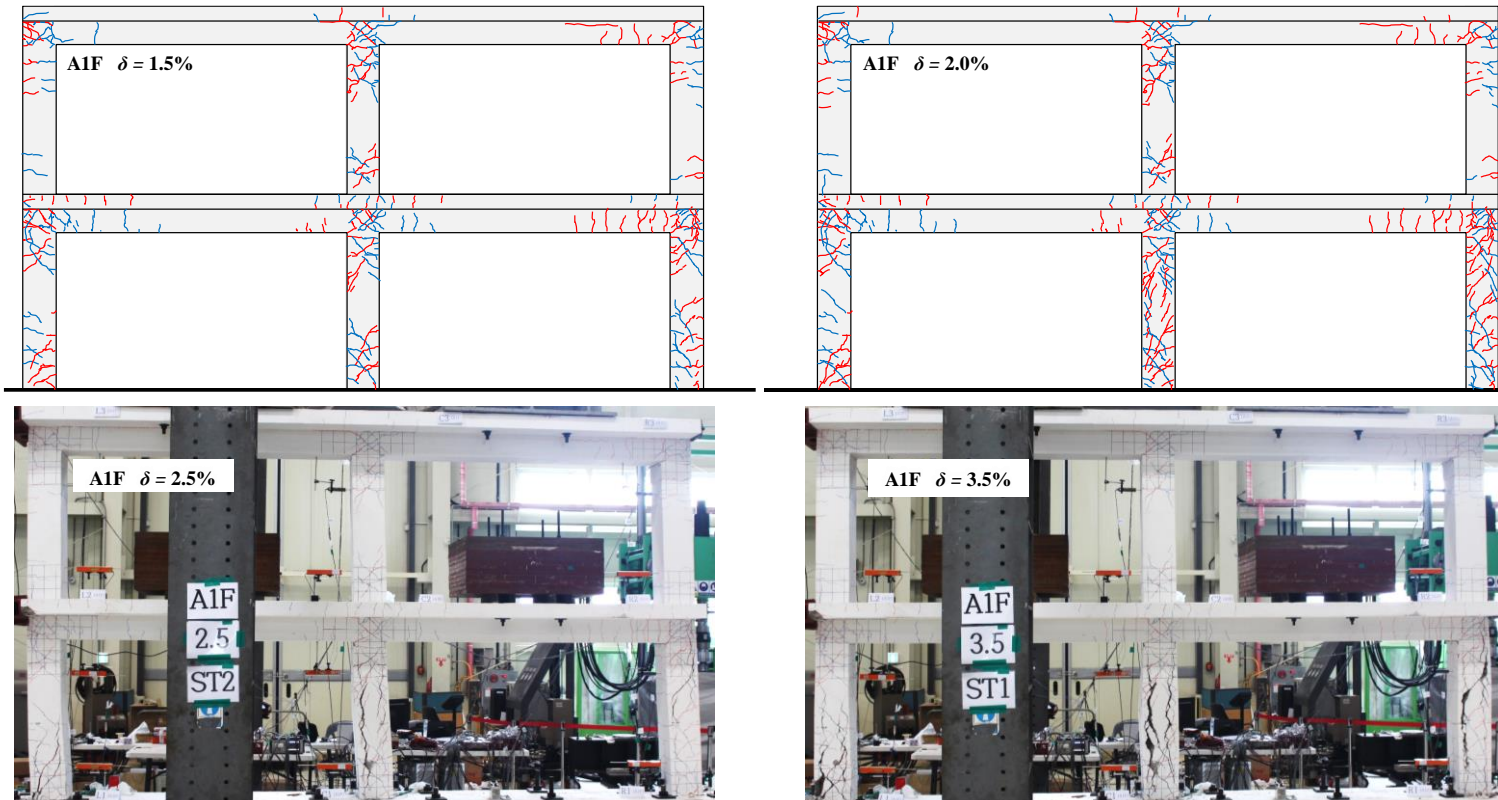 A1F δ = 1.5%
A1F δ = 2.0%
A1F δ = 2.5%
A1F
2.5
ST2
A1F δ = 3.5%
A1F
3.5
ST1